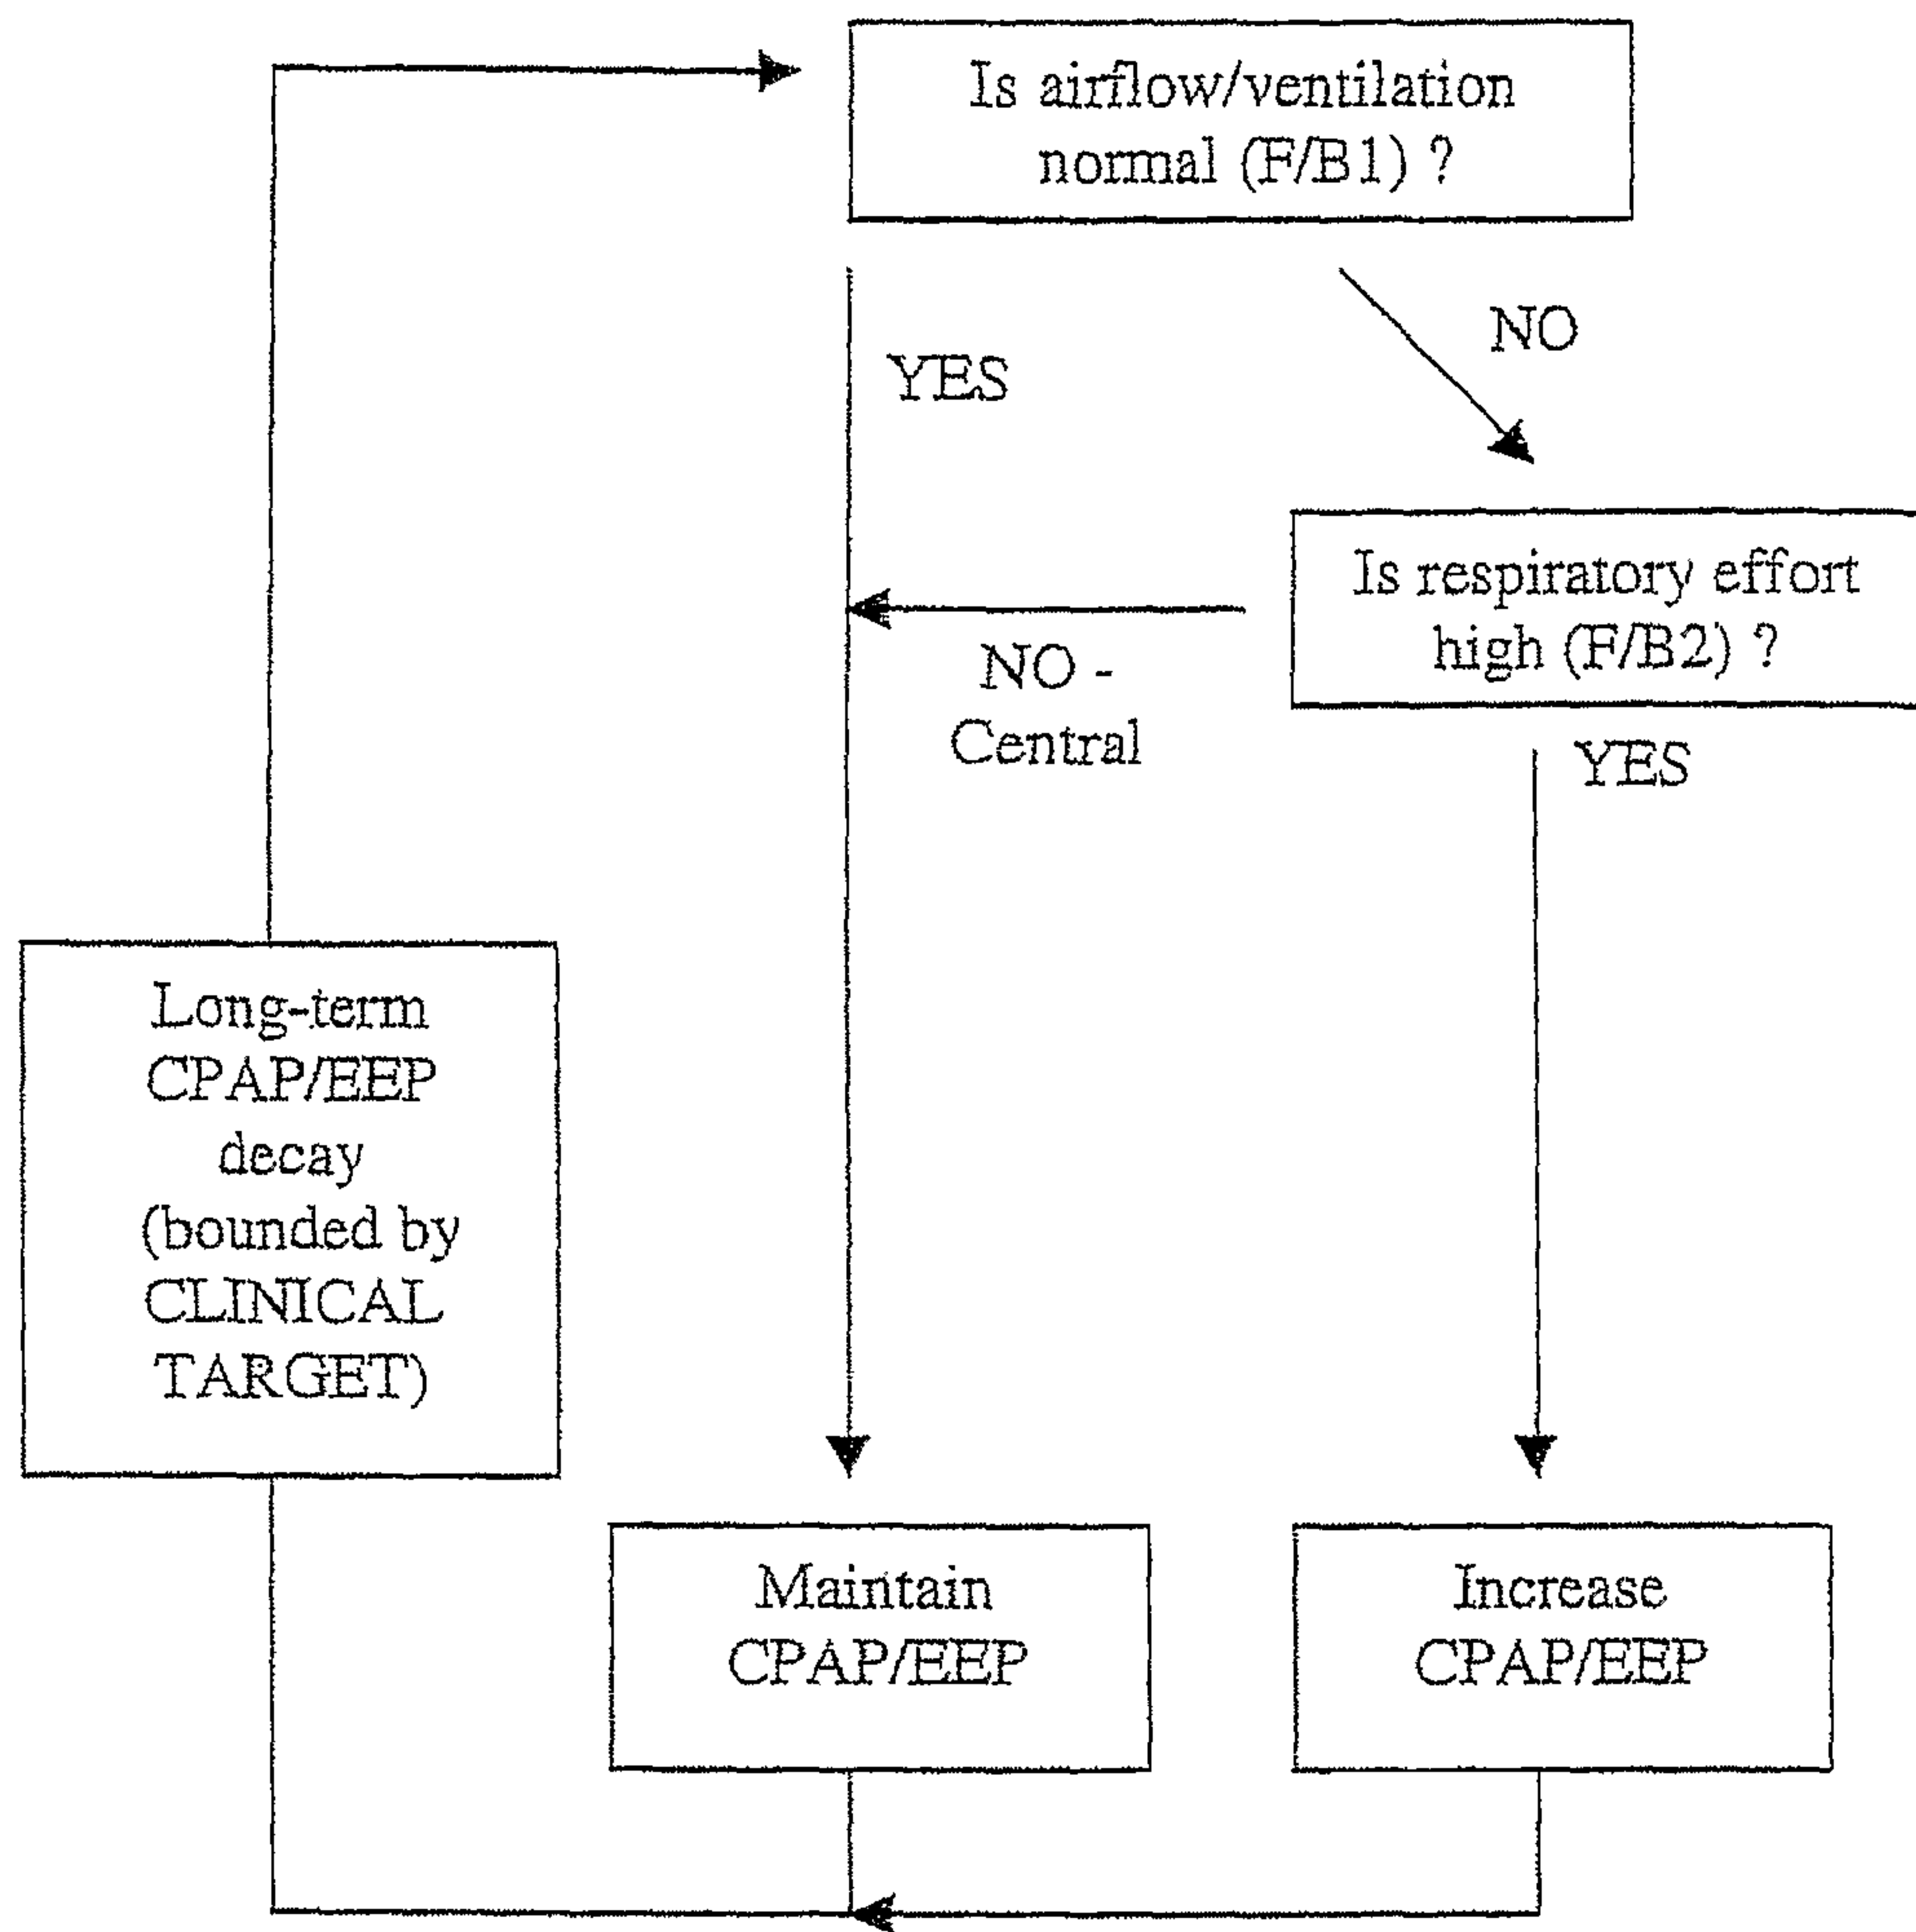 Is airflow/ventilation
normal (F/B1) ?
YES
NO
Is respiratory effort
high (F/B2) ?
NO -
Central
YES
Long-term
CPAP/EEP
decay
(bounded by
CLINICAL
TARGET)
Maintain
CPAP/EEP
Increase
CPAP/EEP